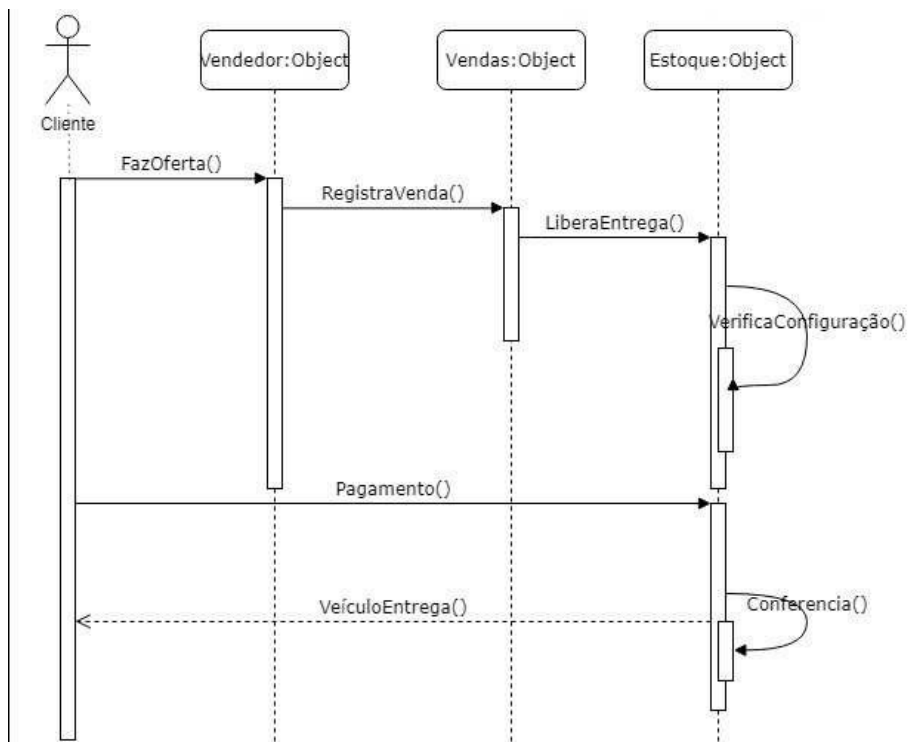 Cliente
Vendedor:Object
Vendas:Object
Estoque:Object
FazOferta()
RegistraVenda()
LiberaEntrega()
VerificaConfiguração()
Pagamento()
VeículoEntrega()
Conferencia()